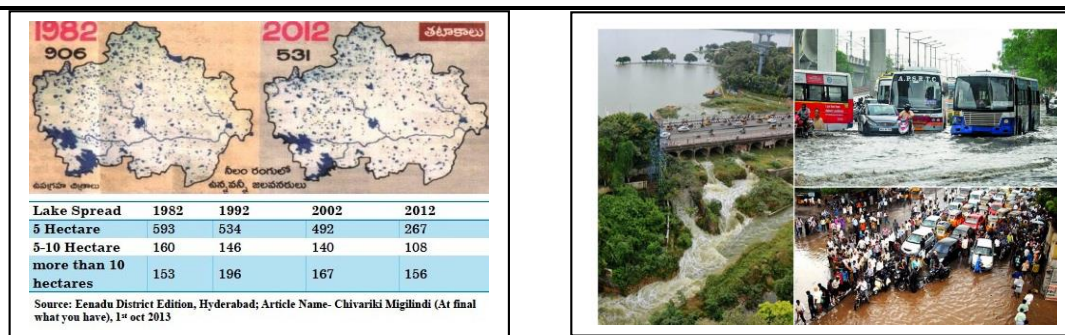 1982
906
2012
531
తటాకాలు
ఉపగ్రహ చిత్రాలు
నీలం రంగులో
ఉన్నవన్నీ జలవనరులు
Lake Spread 1982 1992 2002 2012
5 Hectare 593 534 492 267
5-10 Hectare 160 146 140 108
more than 10
hectares 153 196 167 156
Source: Eenadu District Edition, Hyderabad; Article Name- Chivariki Migilindi (At final
what you have), 1st oct 2013
A.P.S.R.T.C.